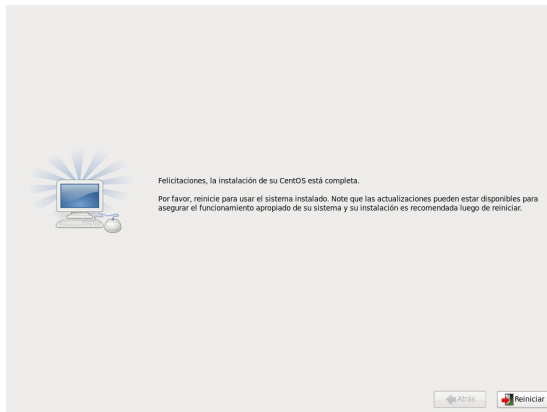 Felicitaciones, la instalación de su CentOS está completa.
Por favor, reinicie para usar el sistema instalado. Note que las actualizaciones pueden estar disponibles para
asegurar el funcionamiento apropiado de su sistema y su instalación es recomendada luego de reiniciar.
Atrás
Reiniciar